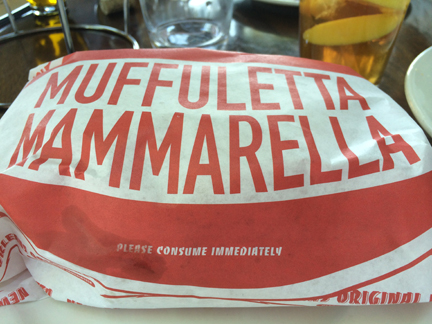 MUFFULETTA
MAMMARELLA
PLEASE CONSUME IMMEDIATELY
ORIGINAL